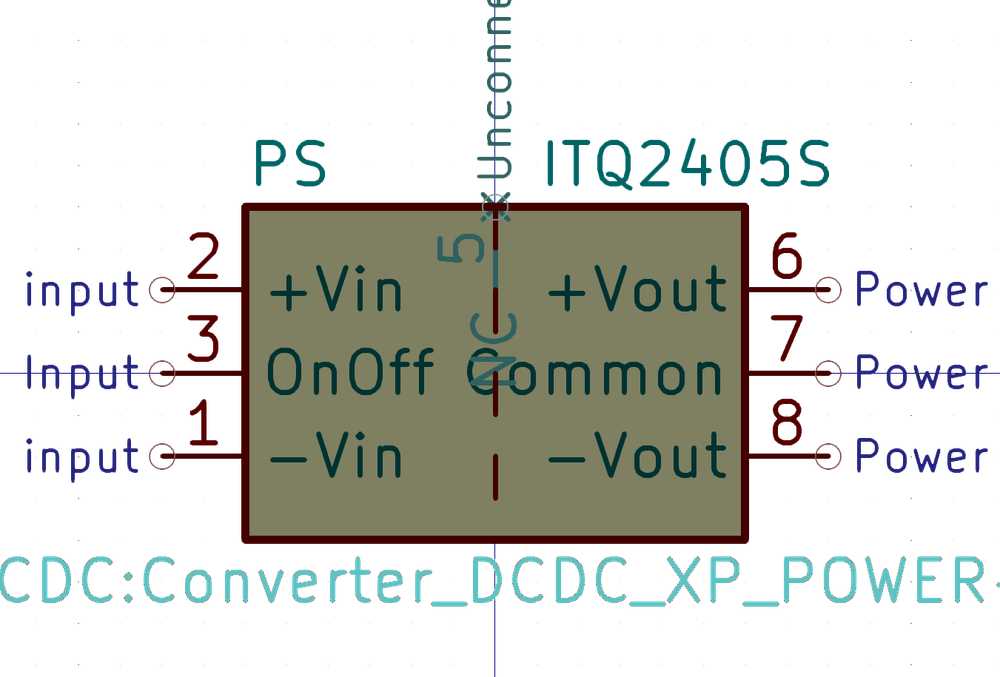 Unconne
PS
ITQ2405S
5
NC
input
2
+Vin
+Vout
6
Power
Input
3
OnOff
Common
7
Power
input
1
-Vin
-Vout
8
Power
CDC:Converter_DCDC_XP_POWER-